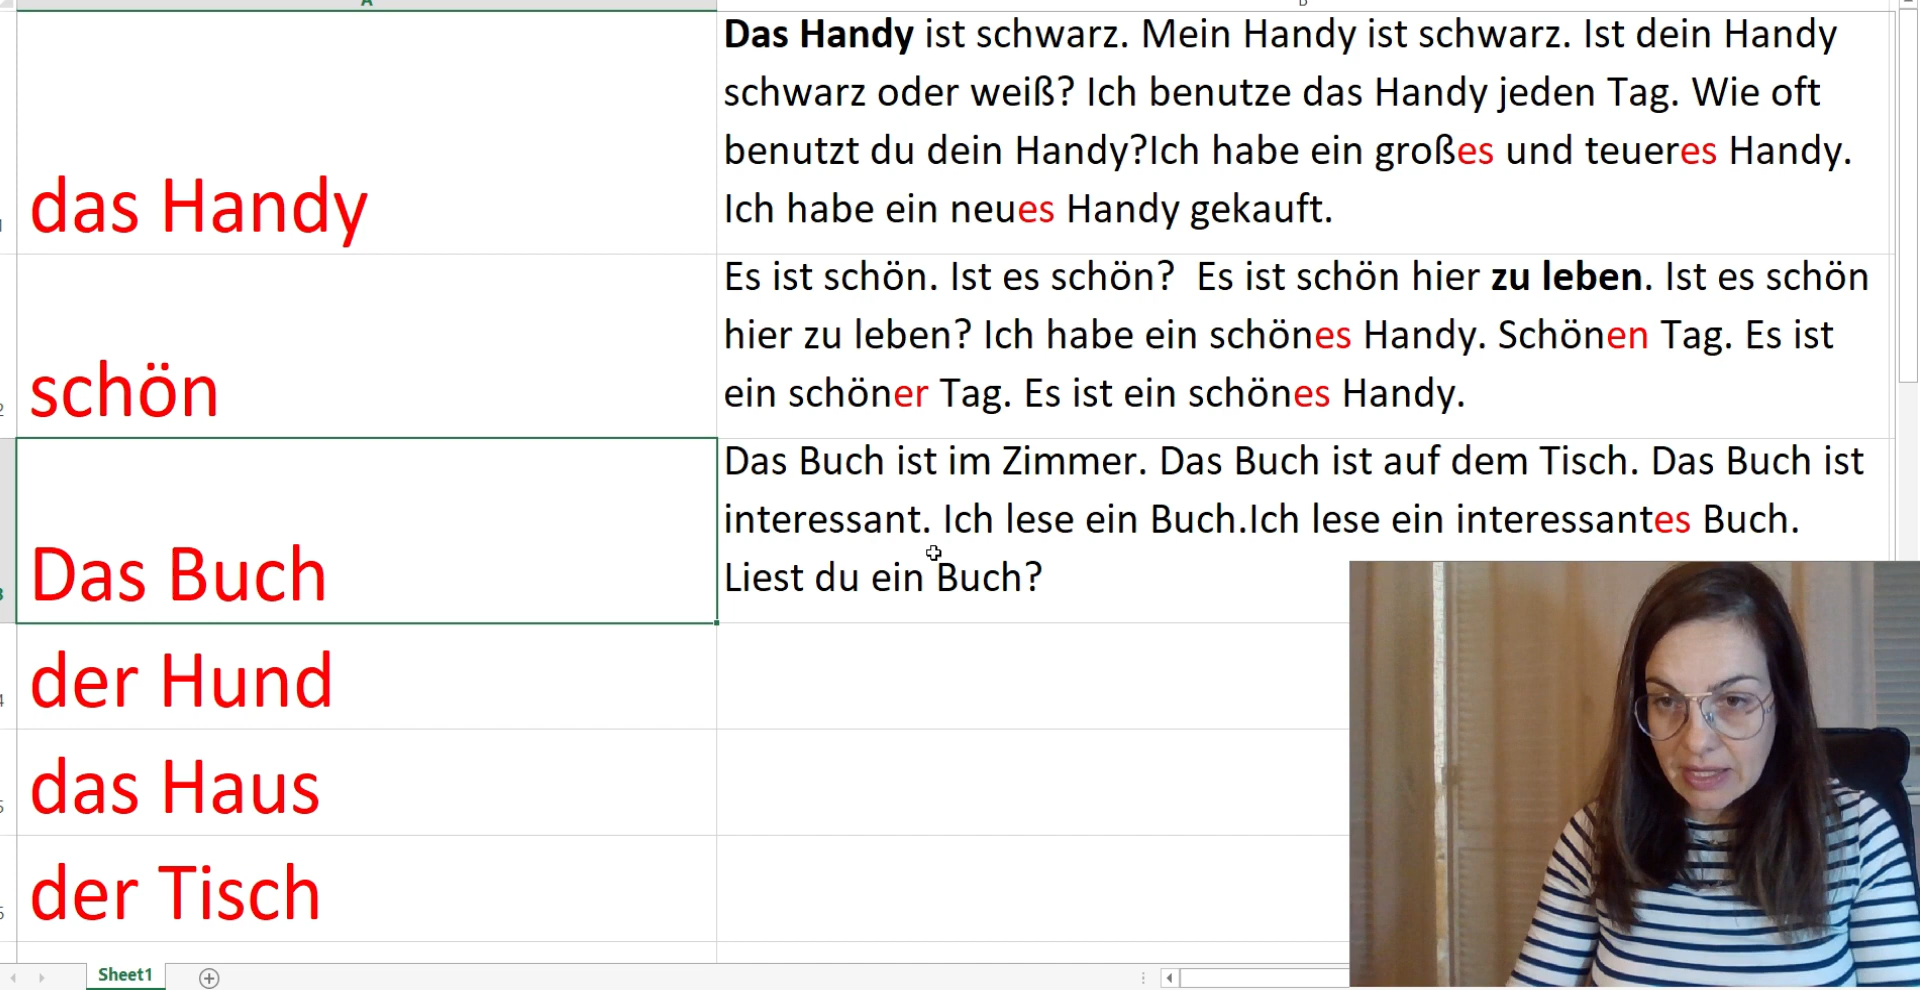 A
B
Das Handy ist schwarz. Mein Handy ist schwarz. Ist dein Handy
schwarz oder weiß? Ich benutze das Handy jeden Tag. Wie oft
benutzt du dein Handy?Ich habe ein großes und teueres Handy.
Ich habe ein neues Handy gekauft.
das Handy
Es ist schön. Ist es schön?  Es ist schön hier zu leben. Ist es schön
hier zu leben? Ich habe ein schönes Handy. Schönen Tag. Es ist
ein schöner Tag. Es ist ein schönes Handy.
schön
2
Das Buch ist im Zimmer. Das Buch ist auf dem Tisch. Das Buch ist
interessant. Ich lese ein Buch.Ich lese ein interessantes Buch.
Liest du ein Buch?
Das Buch
3
der Hund
4
das Haus
5
der Tisch
6
Sheet1